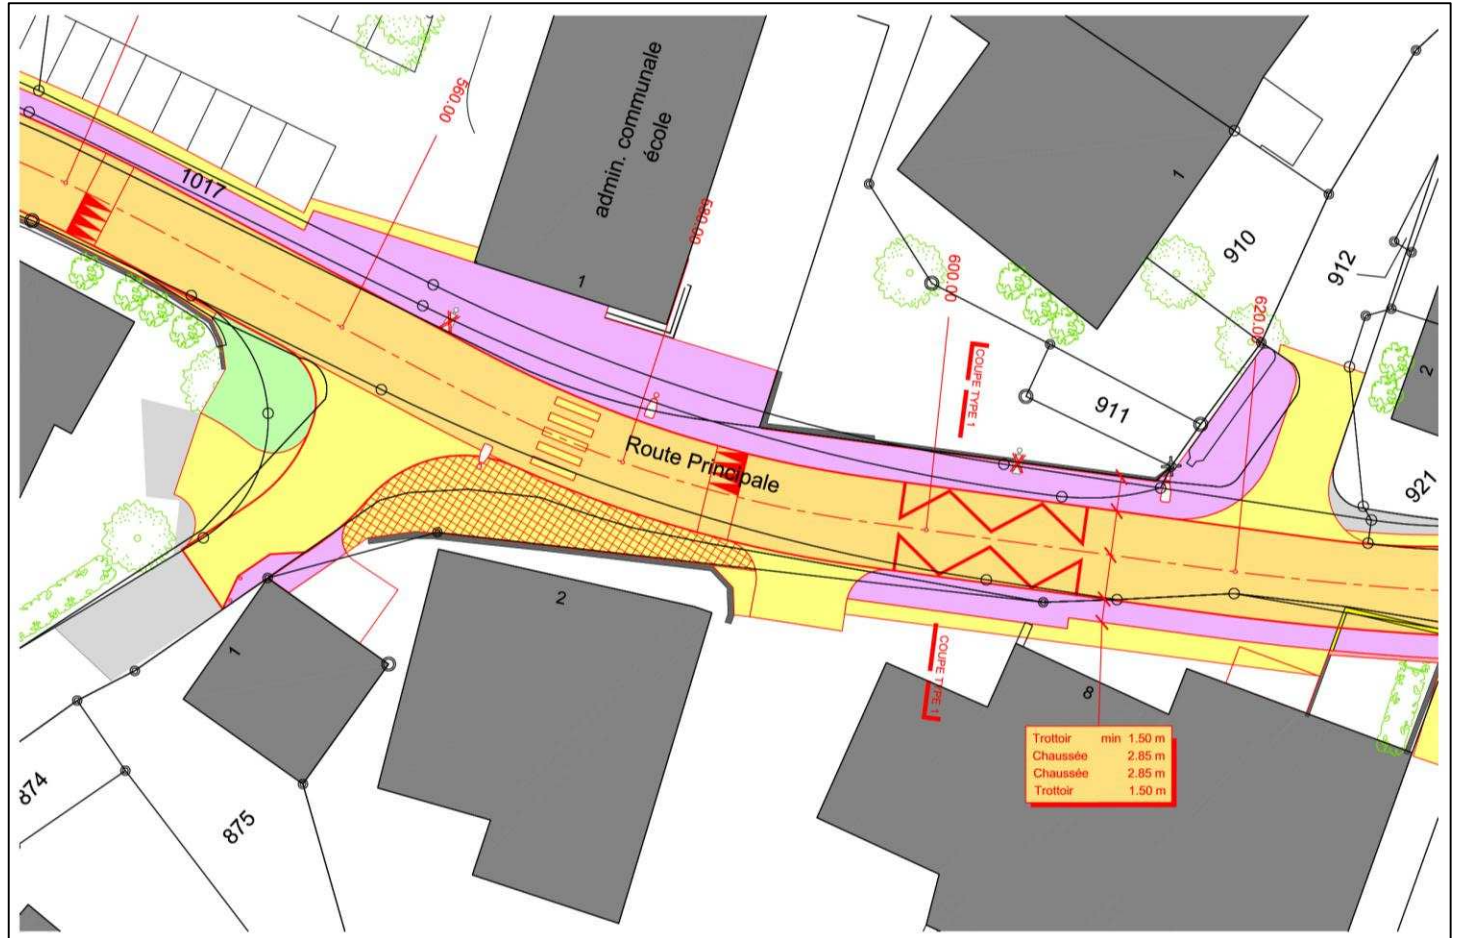 560.00
admin. communale
école
1017
580.00
1
1
910
912
600.00
620.00
2
COUPE TYPE 1
911
Route Principale
921
2
1
COUPE TYPE 1
8
Trottoir min 1.50 m
Chaussée 2.85 m
Chaussée 2.85 m
Trottoir 1.50 m
874
875